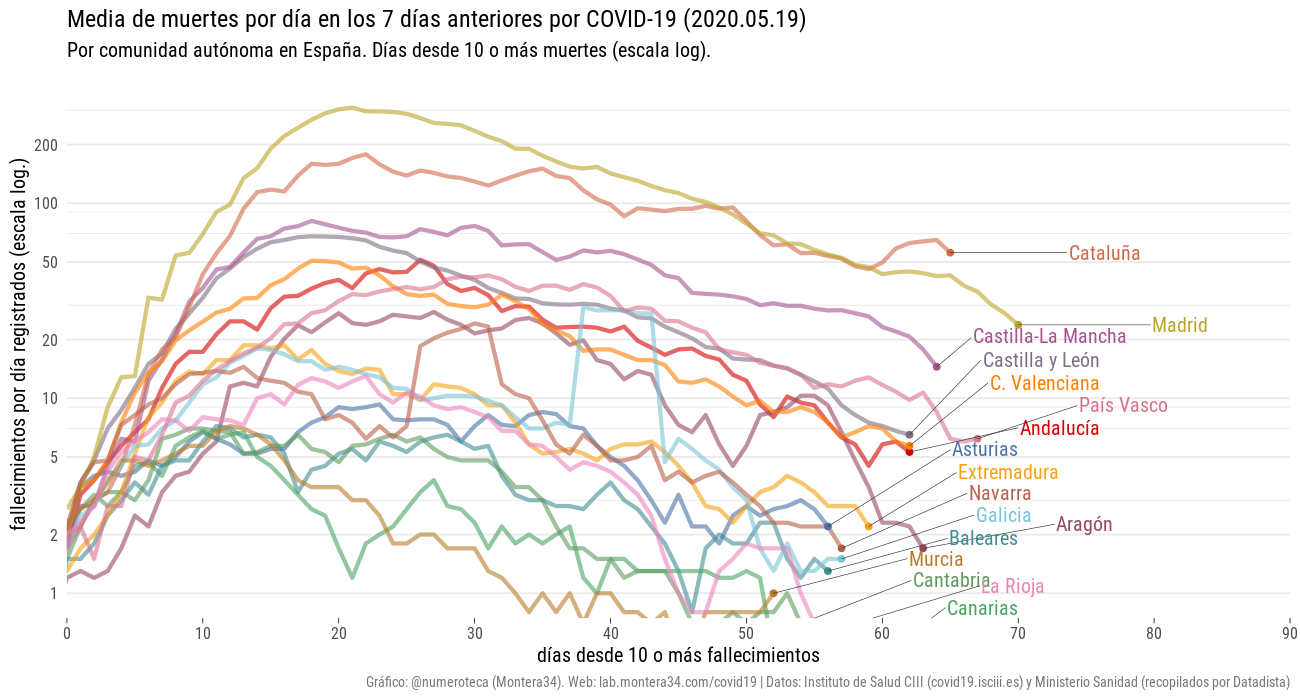 Media de muertes por día en los 7 días anteriores por COVID-19 (2020.05.19)
Por comunidad autónoma en España. Días desde 10 o más muertes (escala log).
fallecimientos por día registrados (escala log.)
200
100
50
20
10
5
2
1
Cataluña
Madrid
Castilla-La Mancha
Castilla y León
C. Valenciana
País Vasco
Andalucía
Asturias
Extremadura
Navarra
Galicia
Aragón
Baleares
Murcia
Cantabria
La Rioja
Canarias
0 10 20 30 40 50 60 70 80 90
días desde 10 o más fallecimientos
Gráfico: @numeroteca (Montera34). Web: lab.montera34.com/covid19 | Datos: Instituto de Salud CIII (covid19.isciii.es) y Ministerio Sanidad (recopilados por Datadista)